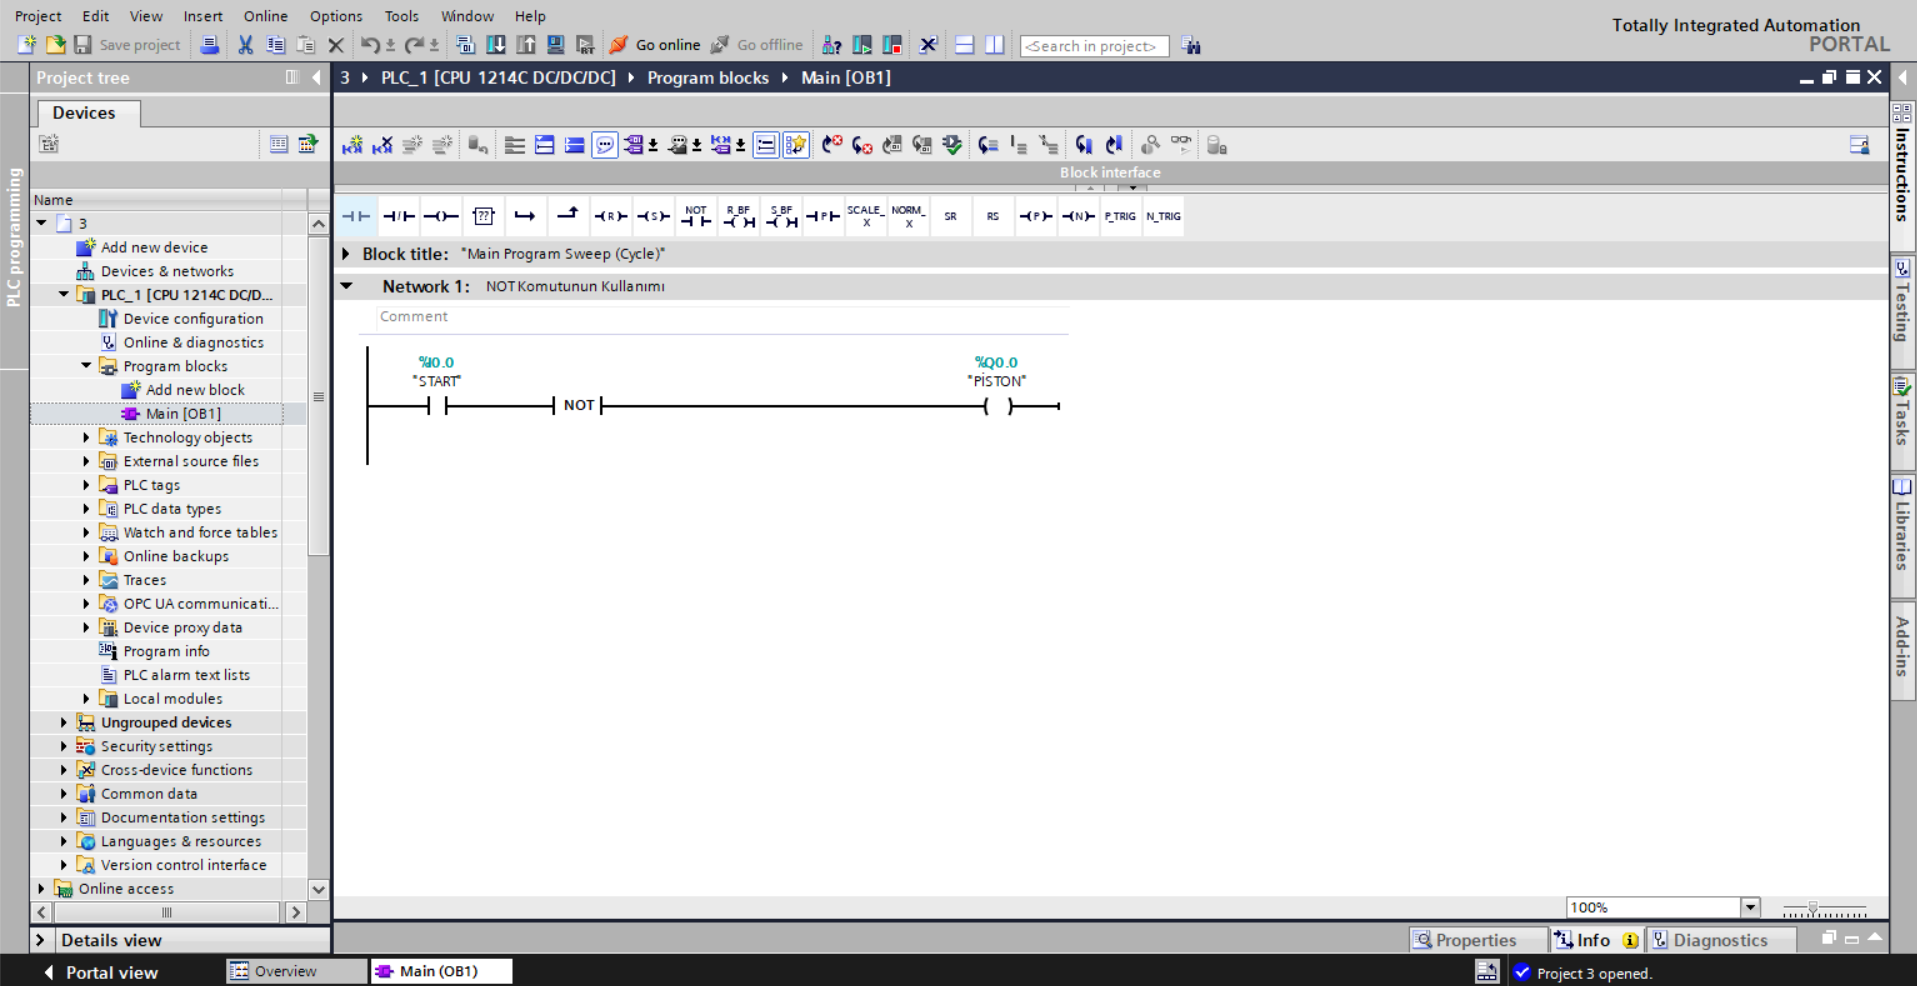 Project Edit View Insert Online Options Tools Window Help
Totally Integrated Automation
PORTAL
Save project Go online Go offline <Search in project>
Project tree
3 PLC_1 [CPU 1214C DC/DC/DC] Program blocks Main [OB1]
Devices
Block interface
Name
NOT R_BF S_BF SCALE_X NORM_X SR RS P_TRIG N_TRIG
Block title: "Main Program Sweep (Cycle)"
Network 1: NOT Komutunun Kullanımı
Comment
%I0.0
"START"
NOT
%Q0.0
"PİSTON"
3
Add new device
Devices & networks
PLC_1 [CPU 1214C DC/D...
Device configuration
Online & diagnostics
Program blocks
Add new block
Main [OB1]
Technology objects
External source files
PLC tags
PLC data types
Watch and force tables
Online backups
Traces
OPC UA communicati...
Device proxy data
Program info
PLC alarm text lists
Local modules
Ungrouped devices
Security settings
Cross-device functions
Common data
Documentation settings
Languages & resources
Version control interface
Online access
Details view
PLC programming
Instructions
Testing
Tasks
Libraries
Add-ins
100%
Properties Info Diagnostics
Portal view Overview Main (OB1)
Project 3 opened.